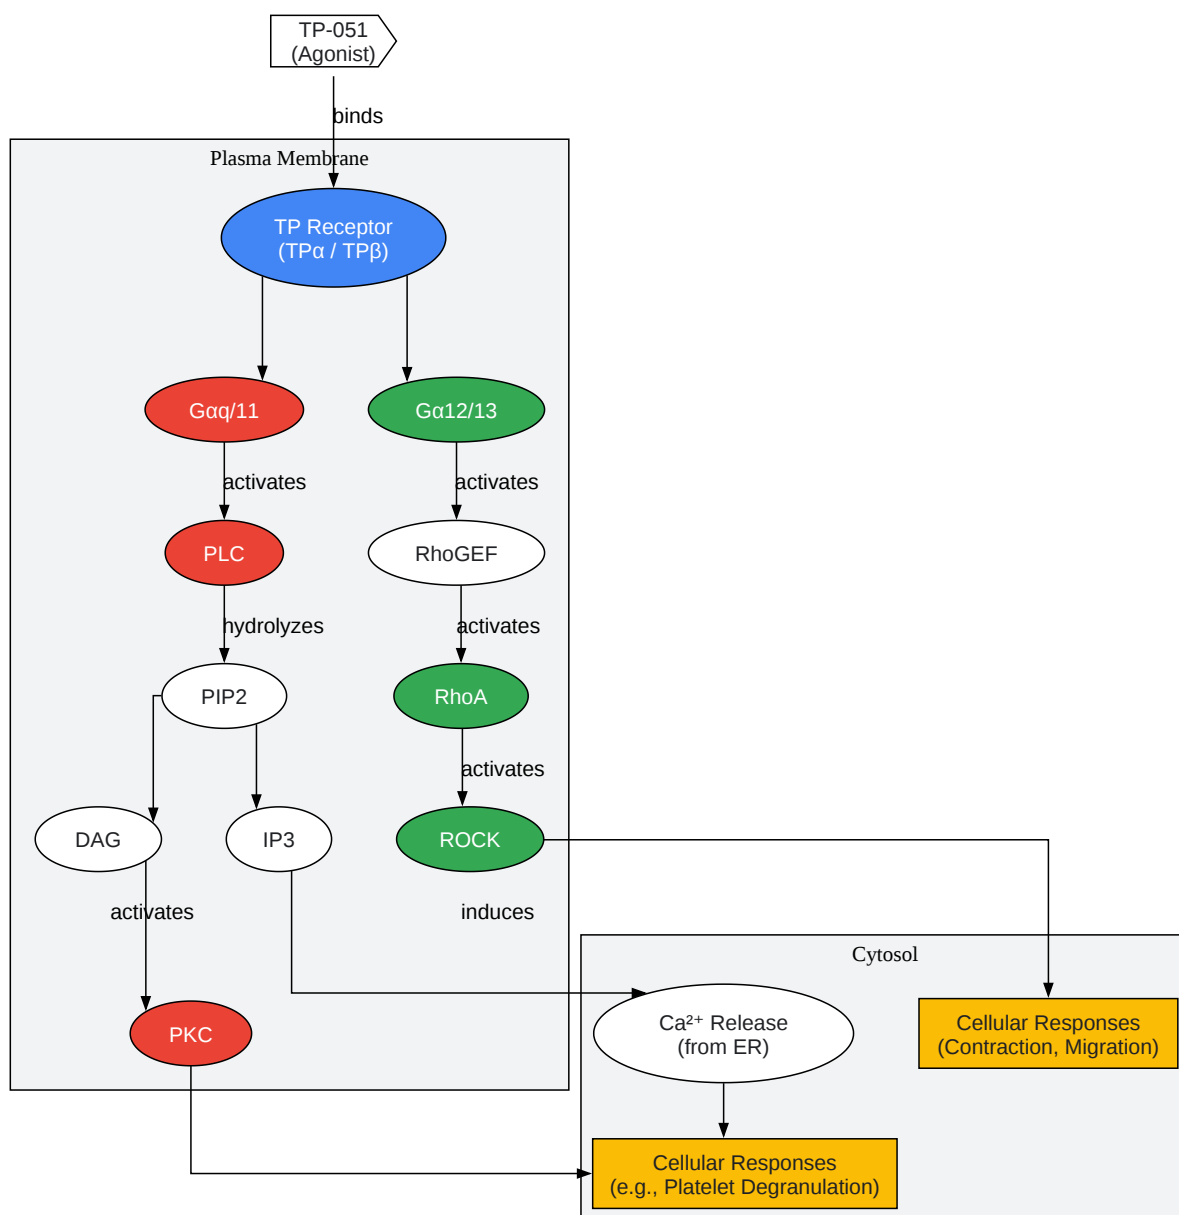 TP-051
(Agonist)
binds
Plasma Membrane
TP Receptor
(TPα / TPβ)
Gαq/11
Gα12/13
activates
activates
PLC
RhoGEF
hydrolyzes
activates
PIP2
RhoA
activates
DAG
IP3
ROCK
activates
induces
Cytosol
Ca²⁺ Release
(from ER)
Cellular Responses
(Contraction, Migration)
PKC
Cellular Responses
(e.g., Platelet Degranulation)